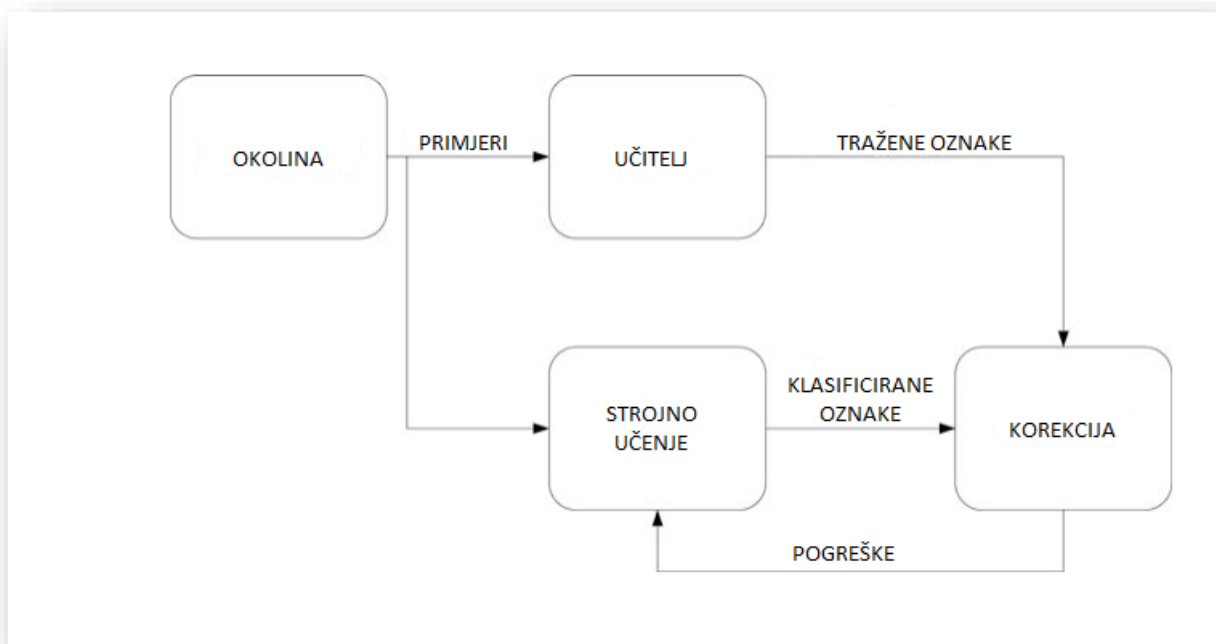 OKOLINA
PRIMJERI
UČITELJ
TRAŽENE OZNAKE
STROJNO
UČENJE
KLASIFICIRANE
OZNAKE
KOREKCIJA
POGREŠKE